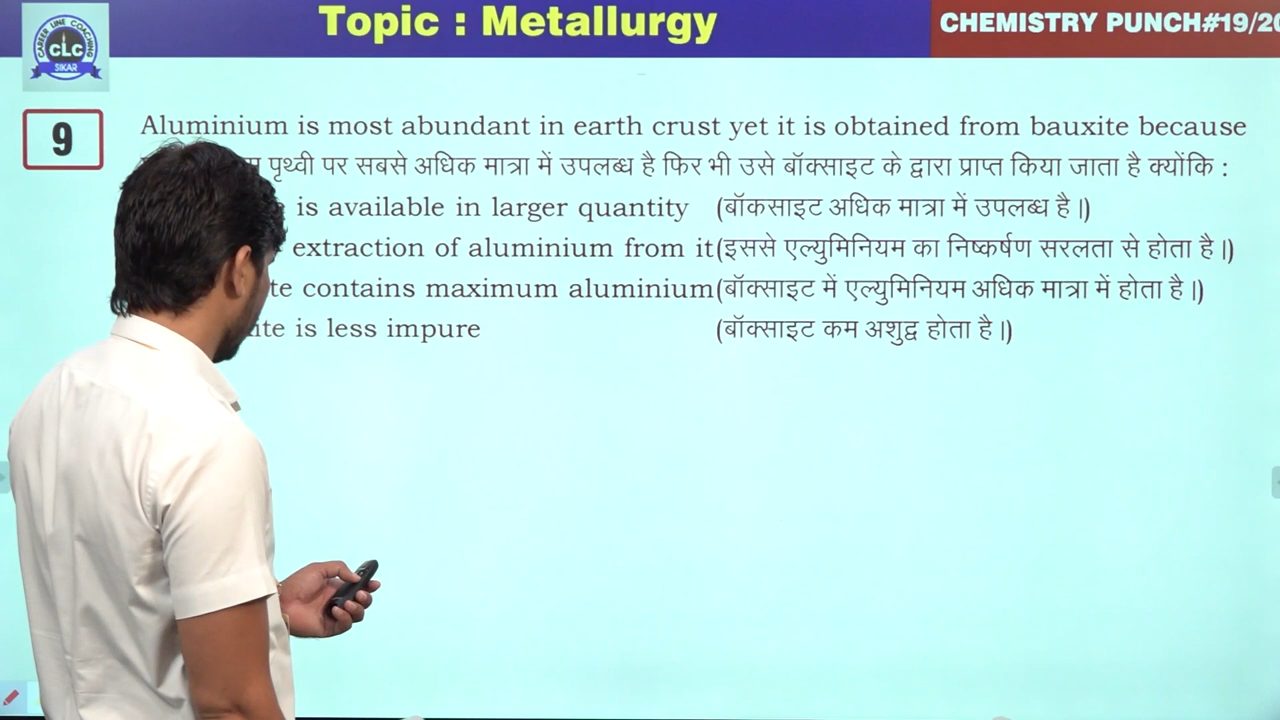 CAREER LINE COACHING
CLC
SIKAR
Topic : Metallurgy
CHEMISTRY PUNCH#19/20
9
Aluminium is most abundant in earth crust yet it is obtained from bauxite because
पृथ्वी पर सबसे अधिक मात्रा में उपलब्ध है फिर भी उसे बॉक्साइट के द्वारा प्राप्त किया जाता है क्योंकि :
is available in larger quantity (बॉकसाइट अधिक मात्रा में उपलब्ध है।)
extraction of aluminium from it (इससे एल्युमिनियम का निष्कर्षण सरलता से होता है।)
te contains maximum aluminium (बॉक्साइट में एल्युमिनियम अधिक मात्रा में होता है।)
ite is less impure (बॉक्साइट कम अशुद्व होता है।)